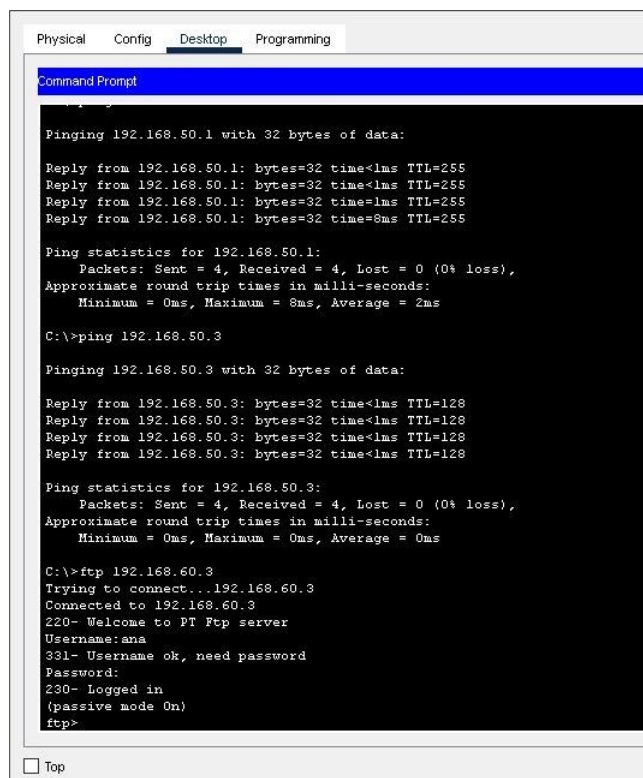 Physical Config Desktop Programming
Command Prompt
Pinging 192.168.50.1 with 32 bytes of data:
Reply from 192.168.50.1: bytes=32 time<1ms TTL=255
Reply from 192.168.50.1: bytes=32 time<1ms TTL=255
Reply from 192.168.50.1: bytes=32 time=1ms TTL=255
Reply from 192.168.50.1: bytes=32 time=8ms TTL=255
Ping statistics for 192.168.50.1:
Packets: Sent = 4, Received = 4, Lost = 0 (0% loss),
Approximate round trip times in milli-seconds:
Minimum = 0ms, Maximum = 8ms, Average = 2ms
C:\>ping 192.168.50.3
Pinging 192.168.50.3 with 32 bytes of data:
Reply from 192.168.50.3: bytes=32 time<1ms TTL=128
Reply from 192.168.50.3: bytes=32 time<1ms TTL=128
Reply from 192.168.50.3: bytes=32 time<1ms TTL=128
Reply from 192.168.50.3: bytes=32 time<1ms TTL=128
Ping statistics for 192.168.50.3:
Packets: Sent = 4, Received = 4, Lost = 0 (0% loss),
Approximate round trip times in milli-seconds:
Minimum = 0ms, Maximum = 0ms, Average = 0ms
C:\>ftp 192.168.60.3
Trying to connect...192.168.60.3
Connected to 192.168.60.3
220- Welcome to PT Ftp server
Username:ana
331- Username ok, need password
Password:
230- Logged in
(passive mode On)
ftp>
Top